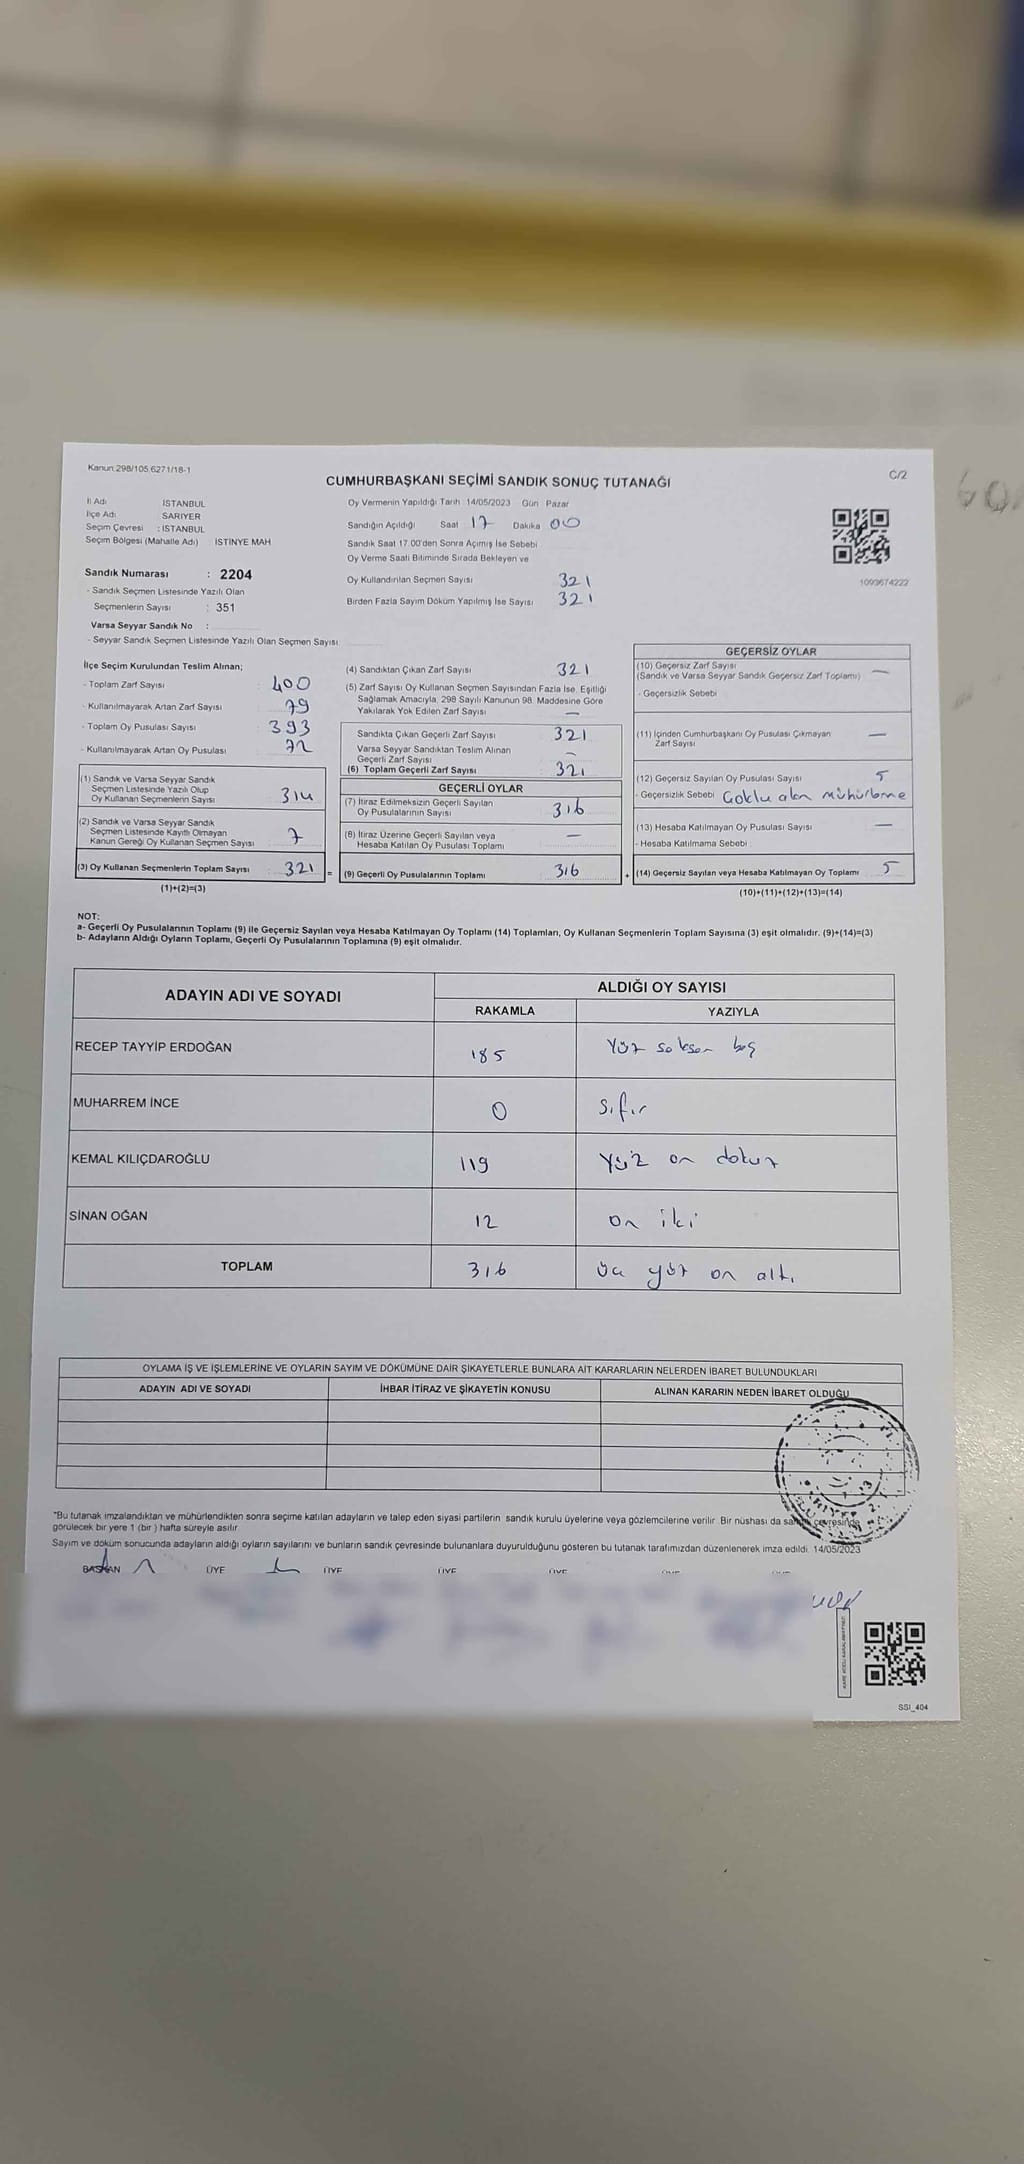 Kanun:298/105,6271/18-1
C/2
CUMHURBAŞKANI SEÇİMİ SANDIK SONUÇ TUTANAĞI
İl Adı : İSTANBUL
İlçe Adı : SARIYER
Seçim Çevresi : İSTANBUL
Seçim Bölgesi (Mahalle Adı) İSTİNYE MAH
Oy Vermenin Yapıldığı Tarih 14/05/2023 Gün Pazar
Sandığın Açıldığı Saat 17 Dakika 00
Sandık Saat 17.00'den Sonra Açımış İse Sebebi
Oy Verme Saati Bitiminde Sırada Bekleyen ve
Oy Kullandırılan Seçmen Sayısı 321
Birden Fazla Sayım Döküm Yapılmış İse Sayısı 321
1093674222
Sandık Numarası : 2204
- Sandık Seçmen Listesinde Yazılı Olan
Seçmenlerin Sayısı : 351
Varsa Seyyar Sandık No :
- Seyyar Sandık Seçmen Listesinde Yazılı Olan Seçmen Sayısı:
İlçe Seçim Kurulundan Teslim Alınan;
- Toplam Zarf Sayısı : 400
- Kullanılmayarak Artan Zarf Sayısı : 79
- Toplam Oy Pusulası Sayısı : 393
- Kullanılmayarak Artan Oy Pusulası : 72
(1) Sandık ve Varsa Seyyar Sandık
Seçmen Listesinde Yazılı Olup
Oy Kullanan Seçmenlerin Sayısı : 314
(2) Sandık ve Varsa Seyyar Sandık
Seçmen Listesinde Kayıtlı Olmayan
Kanun Gereği Oy Kullanan Seçmen Sayısı : 7
(3) Oy Kullanan Seçmenlerin Toplam Sayısı : 321 =
(1)+(2)=(3)
(4) Sandıktan Çıkan Zarf Sayısı : 321
(5) Zarf Sayısı Oy Kullanan Seçmen Sayısından Fazla İse, Eşitliği
Sağlamak Amacıyla, 298 Sayılı Kanunun 98. Maddesine Göre
Yakılarak Yok Edilen Zarf Sayısı : —
Sandıkta Çıkan Geçerli Zarf Sayısı : 321
Varsa Seyyar Sandıktan Teslim Alınan
Geçerli Zarf Sayısı : —
(6) Toplam Geçerli Zarf Sayısı : 321
GEÇERLİ OYLAR
(7) İtiraz Edilmeksizin Geçerli Sayılan
Oy Pusulalarının Sayısı : 316
(8) İtiraz Üzerine Geçerli Sayılan veya
Hesaba Katılan Oy Pusulası Toplamı : —
(9) Geçerli Oy Pusulalarının Toplamı : 316 +
GEÇERSİZ OYLAR
(10) Geçersiz Zarf Sayısı
(Sandık ve Varsa Seyyar Sandık Geçersiz Zarf Toplamı) —
- Geçersizlik Sebebi
(11) İçinden Cumhurbaşkanı Oy Pusulası Çıkmayan
Zarf Sayısı —
(12) Geçersiz Sayılan Oy Pusulası Sayısı 5
- Geçersizlik Sebebi Çoklu alan mühürleme
(13) Hesaba Katılmayan Oy Pusulası Sayısı —
- Hesaba Katılmama Sebebi
(14) Geçersiz Sayılan veya Hesaba Katılmayan Oy Toplamı 5
(10)+(11)+(12)+(13)=(14)
NOT:
a- Geçerli Oy Pusulalarının Toplamı (9) ile Geçersiz Sayılan veya Hesaba Katılmayan Oy Toplamı (14) Toplamları, Oy Kullanan Seçmenlerin Toplam Sayısına (3) eşit olmalıdır. (9)+(14)=(3)
b- Adayların Aldığı Oyların Toplamı, Geçerli Oy Pusulalarının Toplamına (9) eşit olmalıdır.
ADAYIN ADI VE SOYADI ALDIĞI OY SAYISI
RAKAMLA YAZIYLA
RECEP TAYYİP ERDOĞAN 185 Yüz seksen beş
MUHARREM İNCE 0 Sıfır
KEMAL KILIÇDAROĞLU 119 Yüz on dokuz
SİNAN OĞAN 12 On iki
TOPLAM 316 Üç yüz on altı
OYLAMA İŞ VE İŞLEMLERİNE VE OYLARIN SAYIM VE DÖKÜMÜNE DAİR ŞİKAYETLERLE BUNLARA AİT KARARLARIN NELERDEN İBARET BULUNDUKLARI
ADAYIN ADI VE SOYADI İHBAR İTİRAZ VE ŞİKAYETİN KONUSU ALINAN KARARIN NEDEN İBARET OLDUĞU
*Bu tutanak imzalandıktan ve mühürlendikten sonra seçime katılan adayların ve talep eden siyasi partilerin sandık kurulu üyelerine veya gözlemcilerine verilir. Bir nüshası da sandık çevresinde
görülecek bir yere 1 (bir) hafta süreyle asılır.
Sayım ve döküm sonucunda adayların aldığı oyların sayılarını ve bunların sandık çevresinde bulunanlara duyurulduğunu gösteren bu tutanak tarafımızdan düzenlenerek imza edildi. 14/05/2023
BAŞKAN ÜYE ÜYE ÜYE ÜYE ÜYE ÜYE
SSI_404